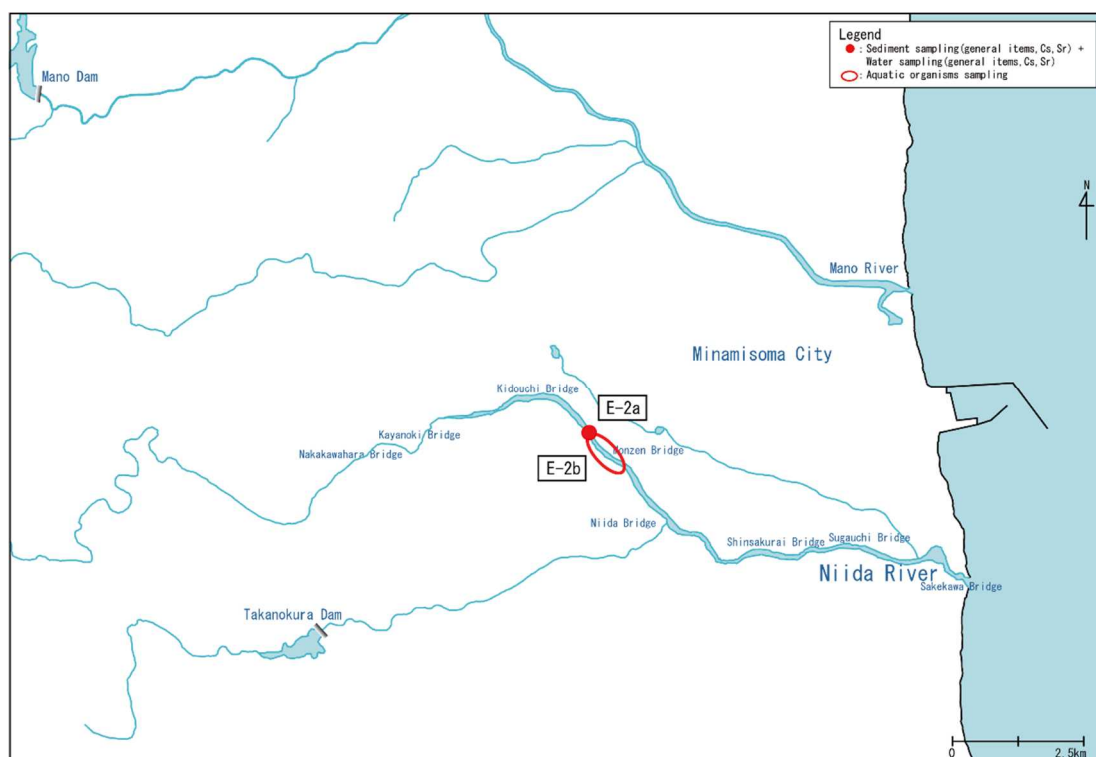 Legend
: Sediment sampling(general items,Cs,Sr) +
Water sampling(general items,Cs,Sr)
: Aquatic organisms sampling
Mano Dam
N
Mano River
Minamisoma City
Kidouchi Bridge
E-2a
Kayanoki Bridge
Nakakawahara Bridge
Monzen Bridge
E-2b
Niida Bridge
Shinsakurai Bridge
Sugauchi Bridge
Niida River
Sakekawa Bridge
Takanokura Dam
0
2.5km